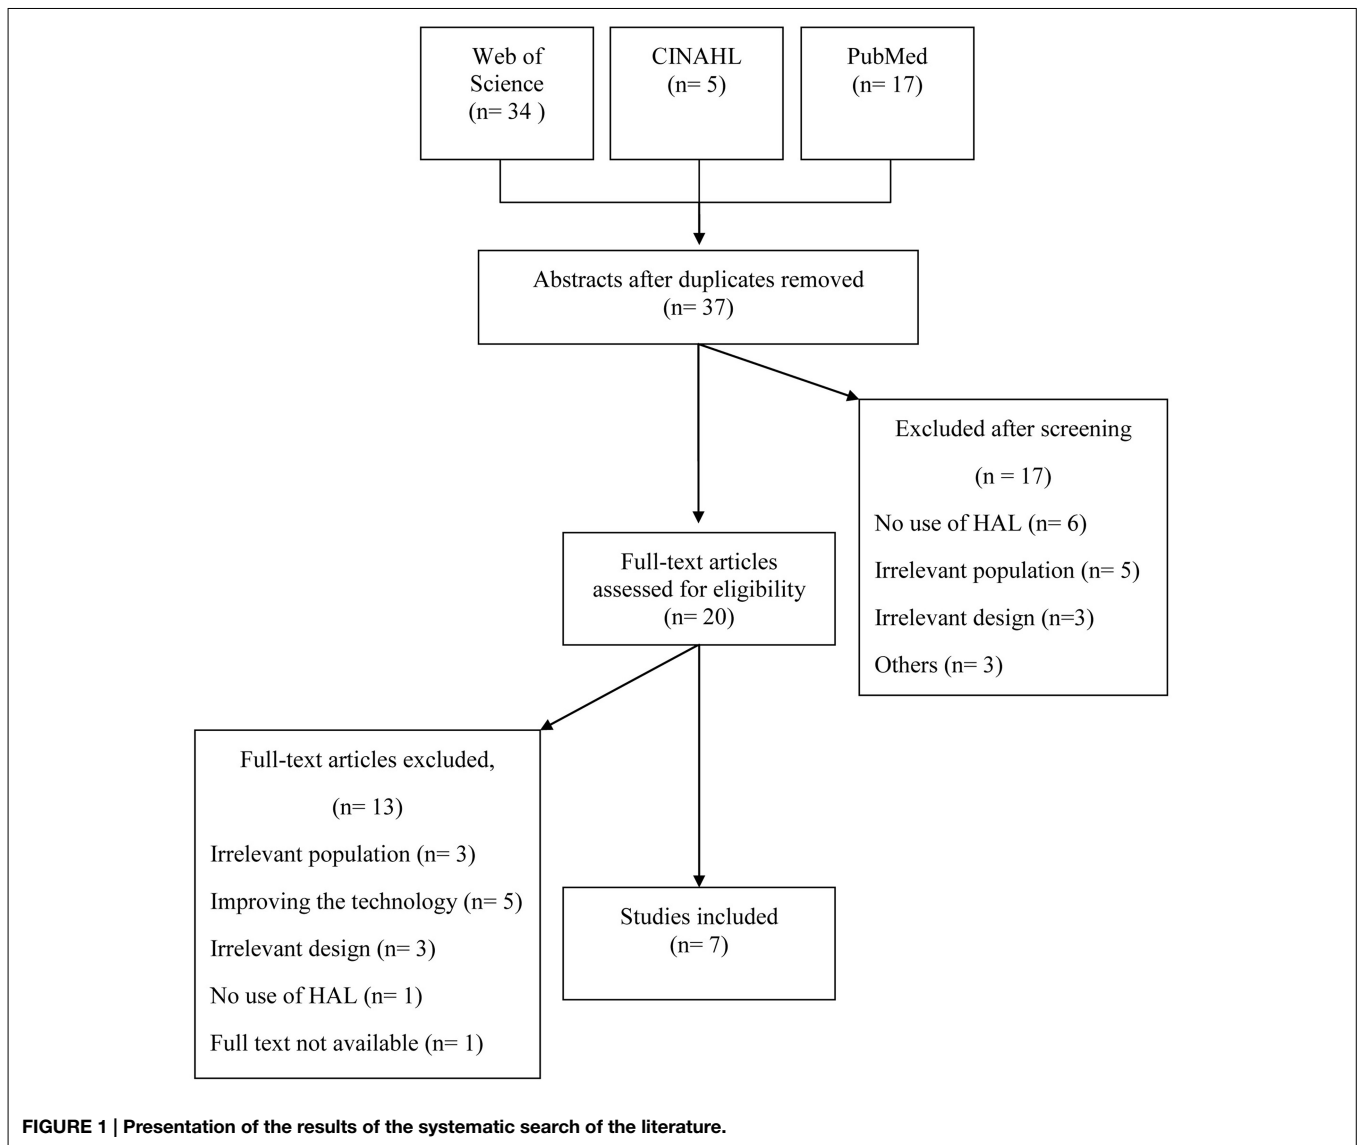 Web of
Science
(n= 34 )
CINAHL
(n= 5)
PubMed
(n= 17)
Abstracts after duplicates removed
(n= 37)
Excluded after screening
(n = 17)
No use of HAL (n= 6)
Irrelevant population (n= 5)
Irrelevant design (n=3)
Others (n= 3)
Full-text articles
assessed for eligibility
(n= 20)
Full-text articles excluded,
(n= 13)
Irrelevant population (n= 3)
Improving the technology (n= 5)
Irrelevant design (n= 3)
No use of HAL (n= 1)
Full text not available (n= 1)
Studies included
(n= 7)
FIGURE 1 | Presentation of the results of the systematic search of the literature.